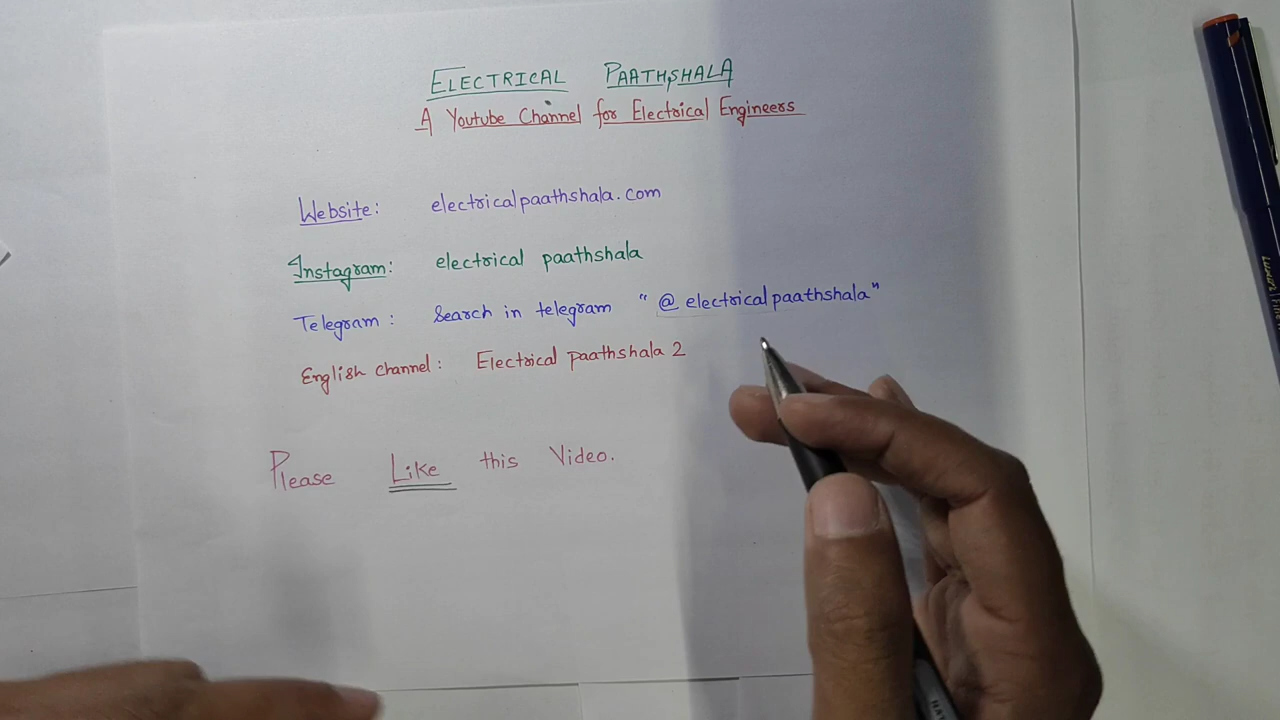 ELECTRICAL PAATHSHALA
A Youtube Channel for Electrical Engineers
Website: electricalpaathshala.com
Instagram: electrical paathshala
Telegram: Search in telegram "@electricalpaathshala"
English channel: Electrical paathshala 2
Please Like this Video.